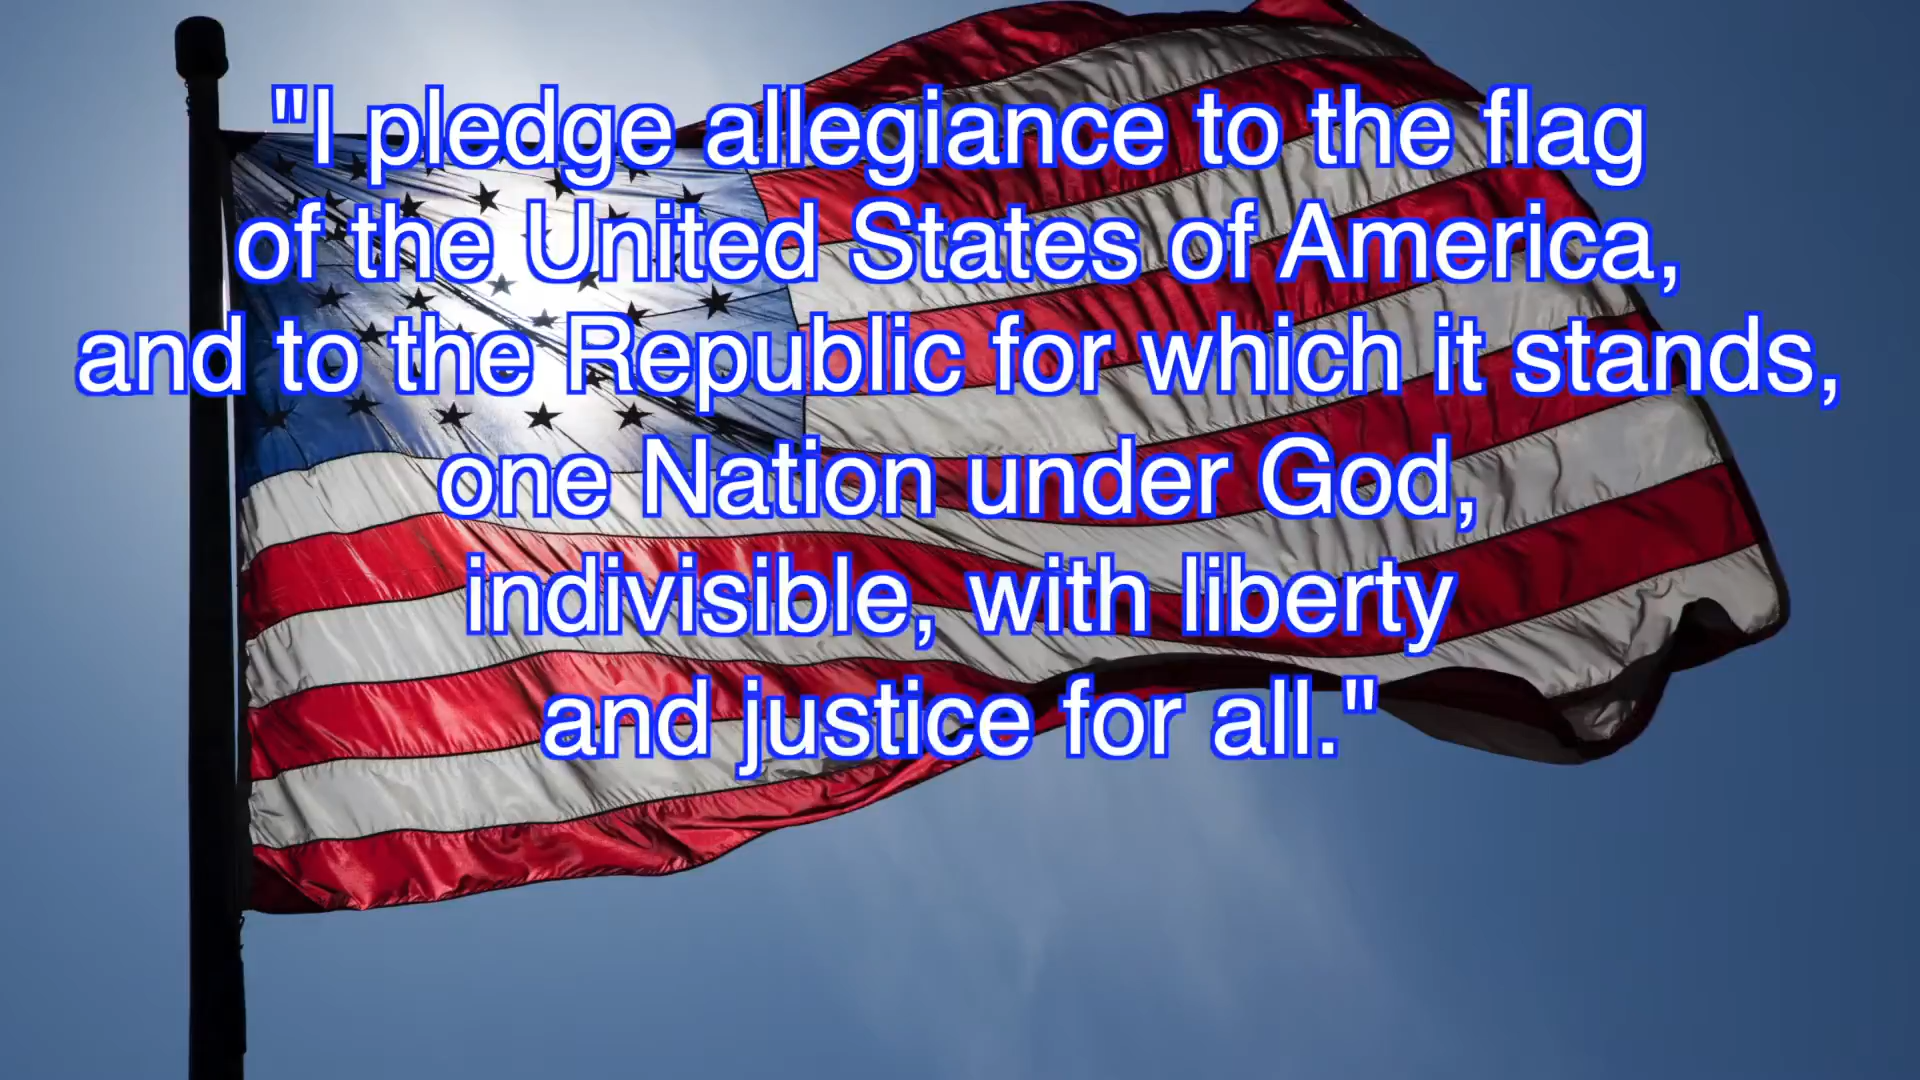 "I pledge allegiance to the flag
of the United States of America,
and to the Republic for which it stands,
one Nation under God,
indivisible, with liberty
and justice for all."